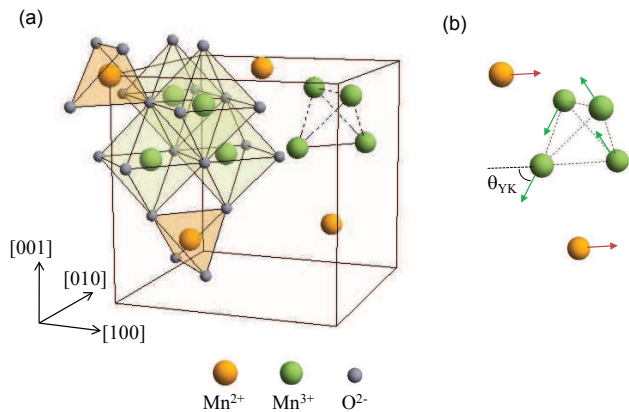 (a)
(b)
θYK
[001]
[010]
[100]
Mn2+ Mn3+ O2-